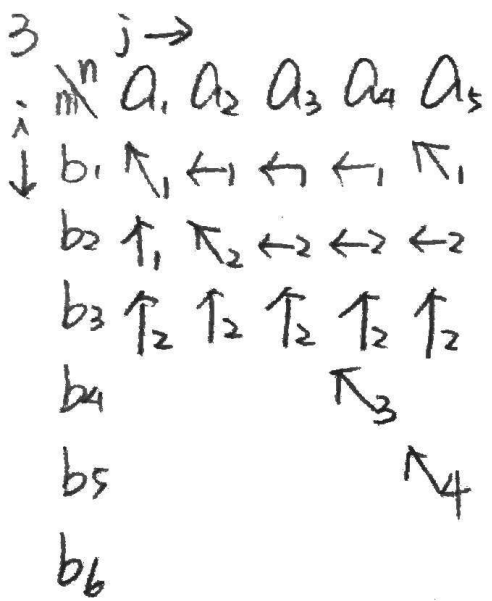 3 j →
i ↓ m\n a₁ a₂ a₃ a₄ a₅
b₁ ↖₁ ←₁ ←₁ ←₁ ↖₁
b₂ ↑₁ ↖₂ ←₂ ←₂ ←₂
b₃ ↑₂ ↑₂ ↑₂ ↑₂ ↑₂
b₄ ↖₃
b₅ ↖₄
b₆